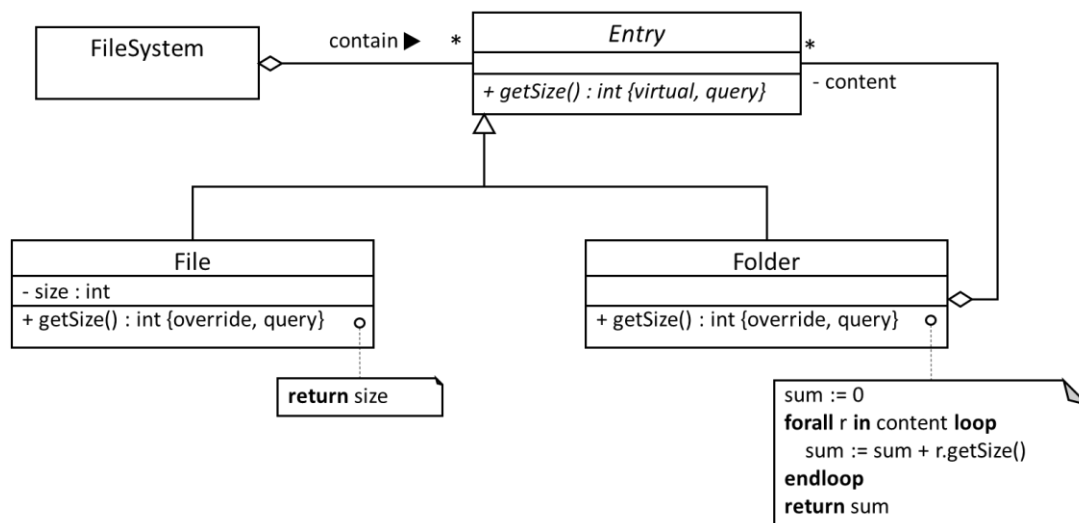 FileSystem
contain ▶
*
Entry
+ getSize() : int {virtual, query}
*
- content
File
- size : int
+ getSize() : int {override, query}
return size
Folder
+ getSize() : int {override, query}
sum := 0
forall r in content loop
sum := sum + r.getSize()
endloop
return sum